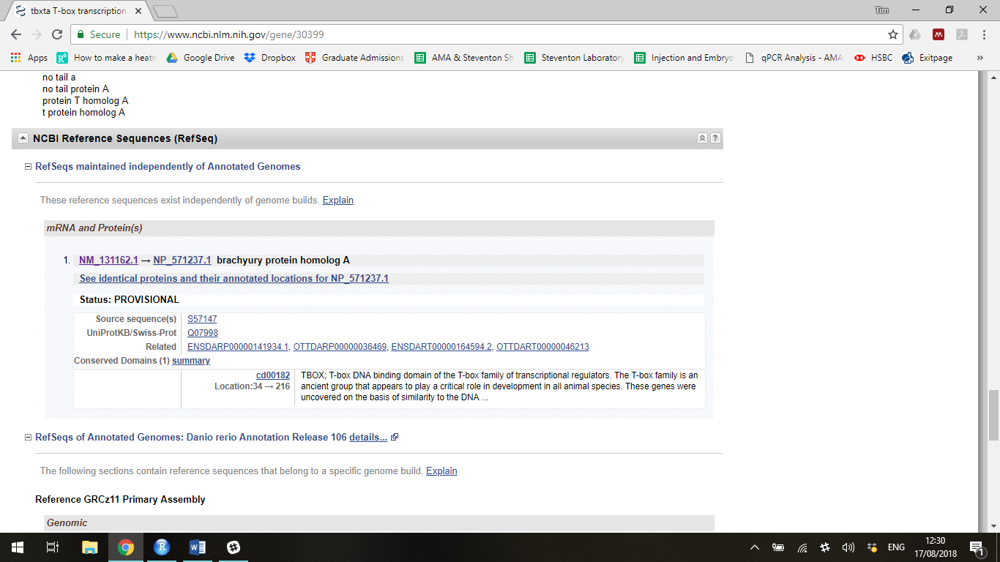 tbxta T-box transcription
Tim
Secure
https://www.ncbi.nlm.nih.gov/gene/30399
Apps
How to make a heatm
Google Drive
Dropbox
Graduate Admissions
AMA & Steventon Sh
Steventon Laboratory
Injection and Embryo
qPCR Analysis - AMA
HSBC
Exitpage
»
no tail a
no tail protein A
protein T homolog A
t protein homolog A
NCBI Reference Sequences (RefSeq)
?
RefSeqs maintained independently of Annotated Genomes
These reference sequences exist independently of genome builds. Explain
mRNA and Protein(s)
1. NM_131162.1 → NP_571237.1 brachyury protein homolog A
See identical proteins and their annotated locations for NP_571237.1
Status: PROVISIONAL
Source sequence(s) S57147
UniProtKB/Swiss-Prot Q07998
Related ENSDARP00000141934.1, OTTDARP00000036469, ENSDART00000164594.2, OTTDART00000046213
Conserved Domains (1) summary
cd00182
Location:34 → 216
TBOX; T-box DNA binding domain of the T-box family of transcriptional regulators. The T-box family is an
ancient group that appears to play a critical role in development in all animal species. These genes were
uncovered on the basis of similarity to the DNA ...
RefSeqs of Annotated Genomes: Danio rerio Annotation Release 106 details...
The following sections contain reference sequences that belong to a specific genome build. Explain
Reference GRCz11 Primary Assembly
Genomic
R
W
ENG
12:30
17/08/2018
1